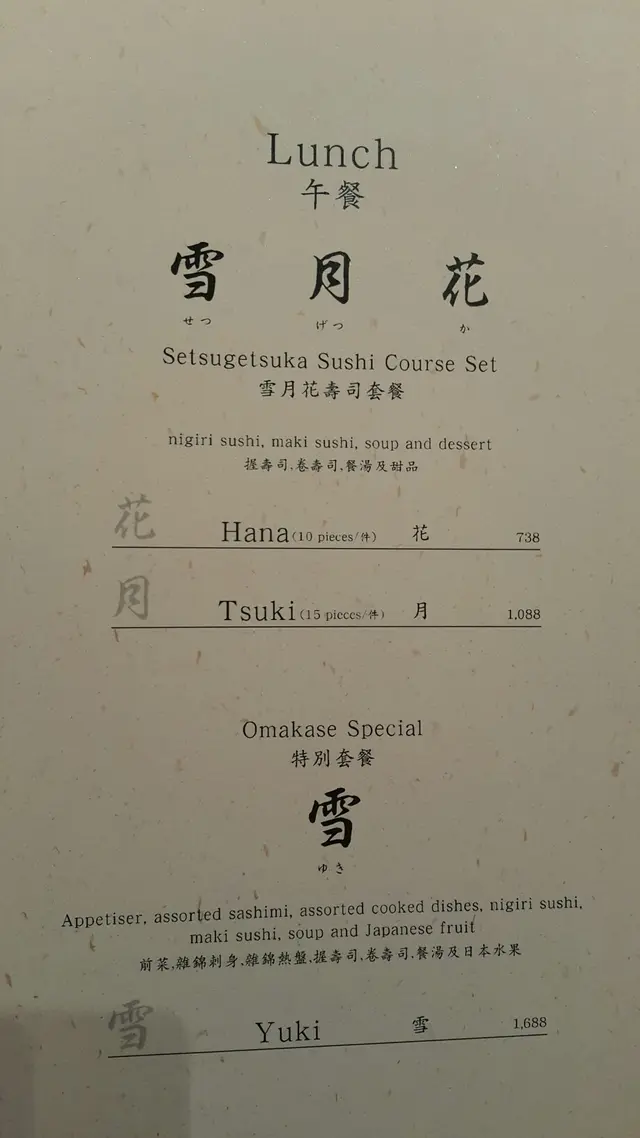 Lunch
午餐
雪 月 花
せつ げつ か
Setsugetsuka Sushi Course Set
雪月花壽司套餐
nigiri sushi, maki sushi, soup and dessert
握壽司,卷壽司,餐湯及甜品
花 Hana (10 pieces/件) 花 738
月 Tsuki (15 pieces/件) 月 1,088
Omakase Special
特別套餐
雪
ゆき
Appetiser, assorted sashimi, assorted cooked dishes, nigiri sushi,
maki sushi, soup and Japanese fruit
前菜,雜錦刺身,雜錦熱盤,握壽司,卷壽司,餐湯及日本水果
雪 Yuki 雪 1,688